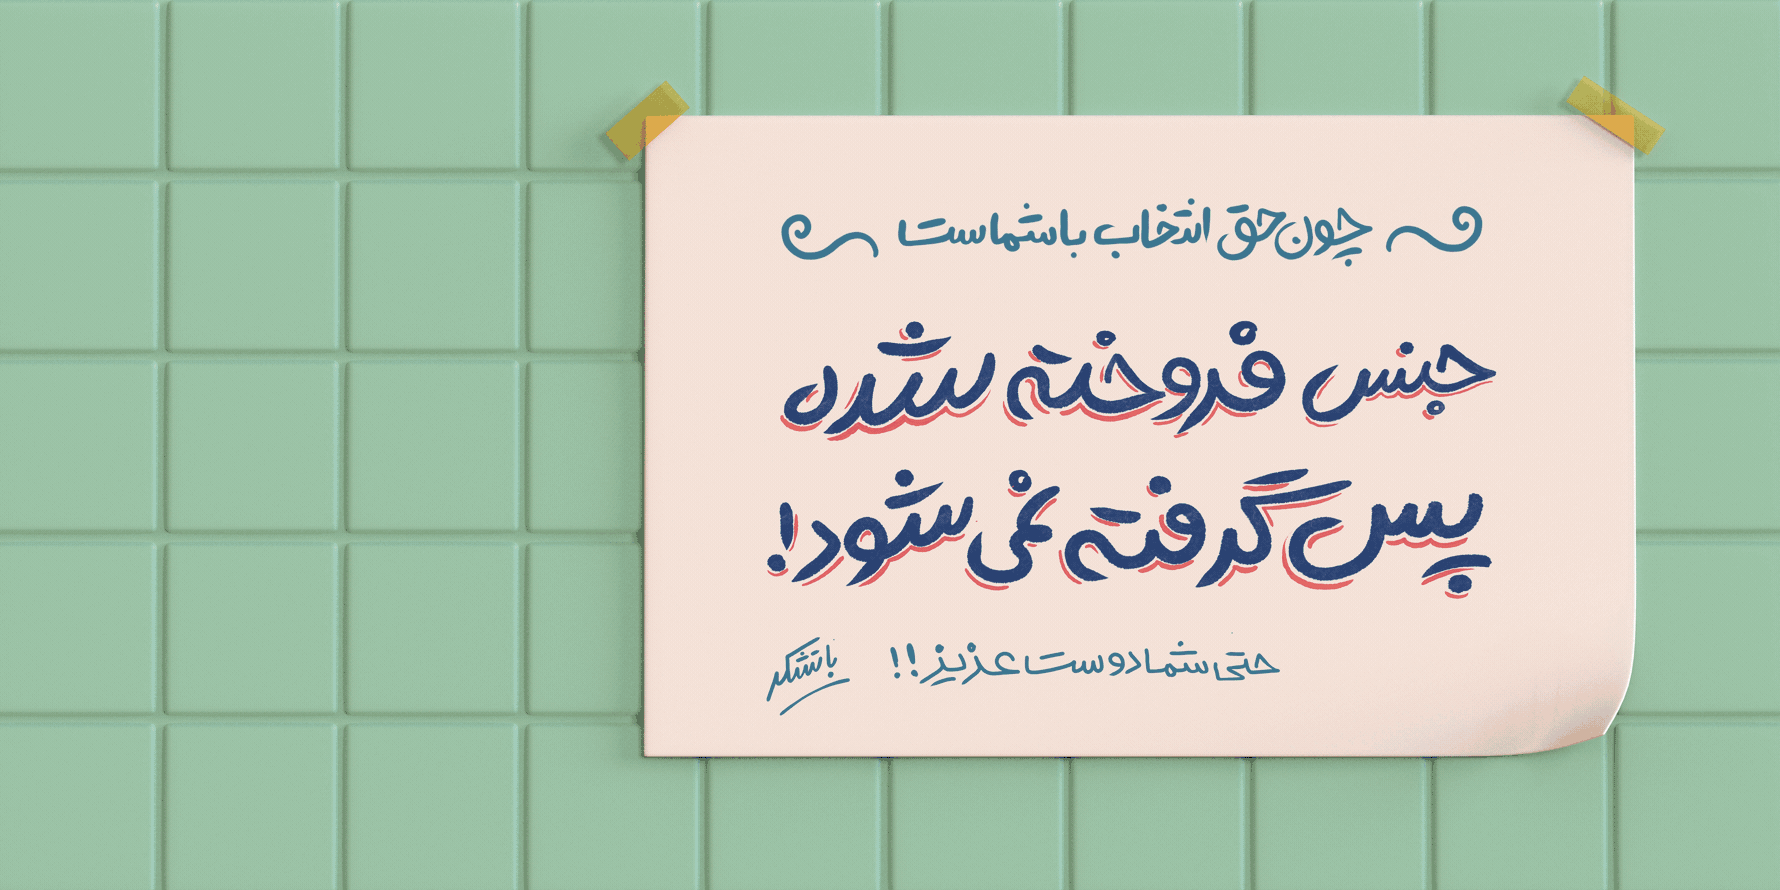 چون حق انتخاب با شماست
جنس فروخته شده
پس گرفته نمی شود!
حتی شما دوست عزیز!!
با تشکر